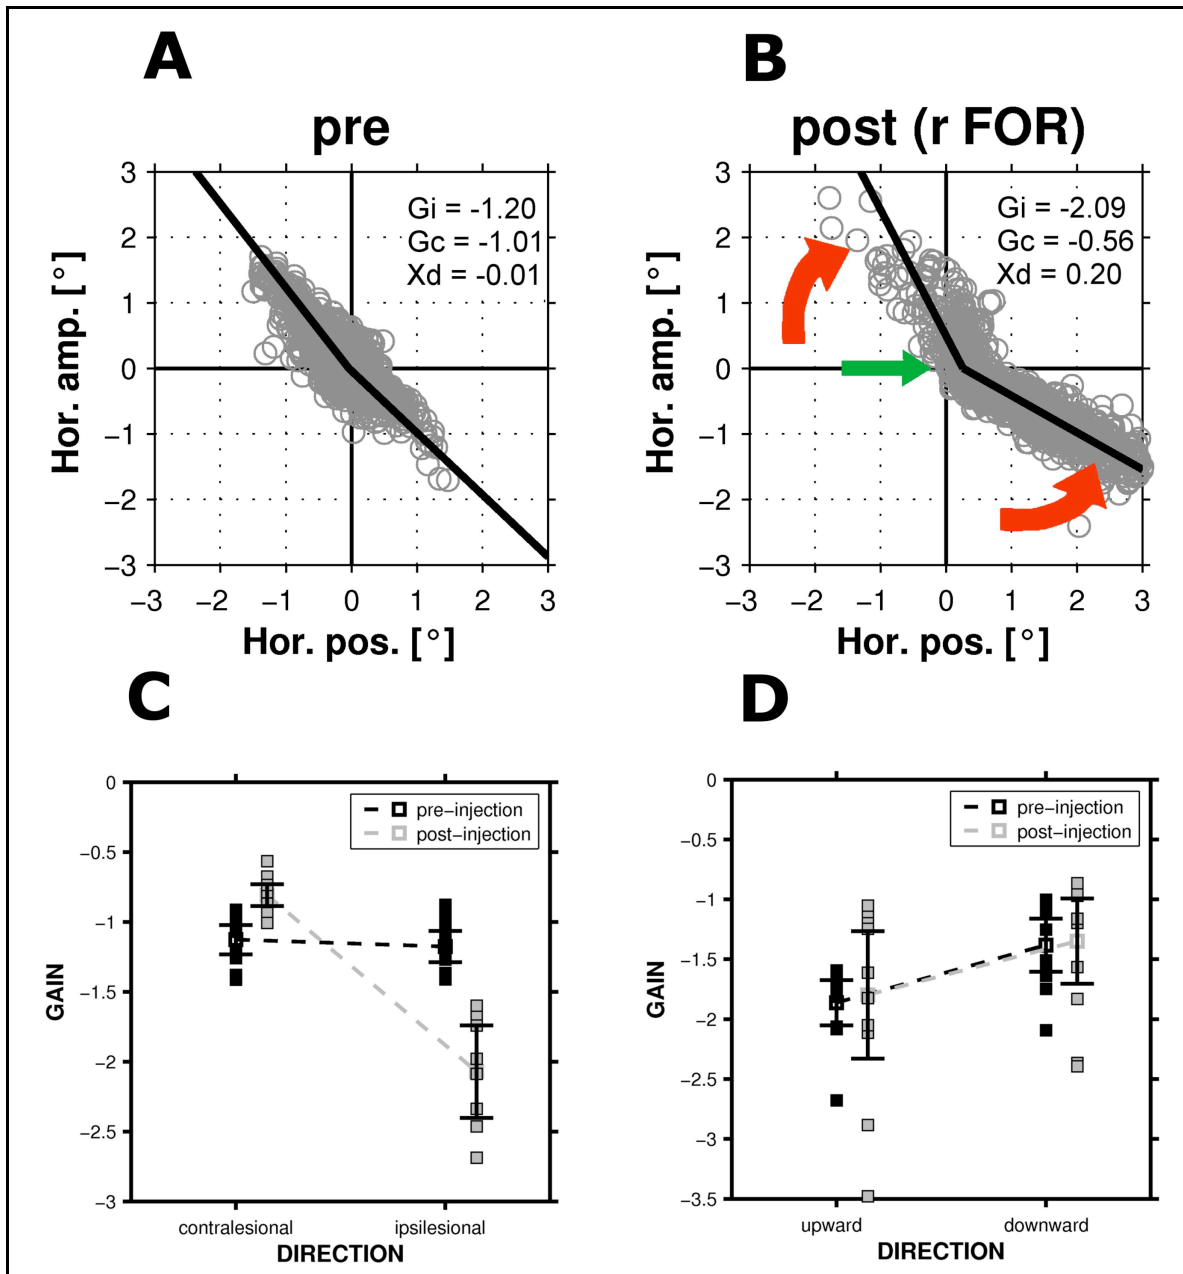 A
B
pre
post (r FOR)
3
2
1
0
−1
−2
−3
Hor. amp. [°]
Gi = -1.20
Gc = -1.01
Xd = -0.01
−3 −2 −1 0 1 2 3
Hor. pos. [°]
3
2
1
0
−1
−2
−3
Hor. amp. [°]
Gi = -2.09
Gc = -0.56
Xd = 0.20
−3 −2 −1 0 1 2 3
Hor. pos. [°]
C
D
0
−0.5
−1
−1.5
−2
−2.5
−3
GAIN
pre−injection
post−injection
contralesional ipsilesional
DIRECTION
0
−0.5
−1
−1.5
−2
−2.5
−3
−3.5
GAIN
pre−injection
post−injection
upward downward
DIRECTION